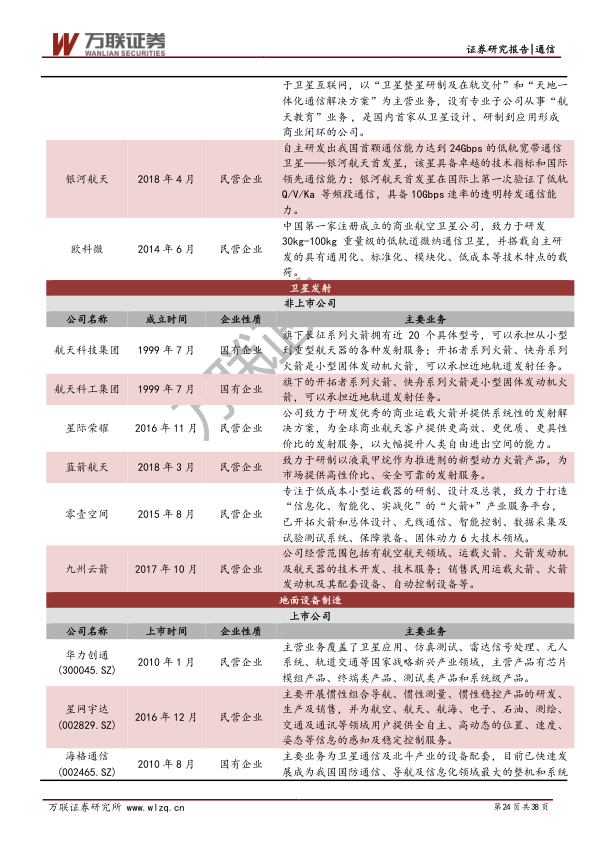 万联证券
WANLIAN SECURITIES
证券研究报告|通信
于卫星互联网，以“卫星整星研制及在轨交付”和“天地一
体化通信解决方案”为主营业务，设有专业子公司从事“航
天教育”业务，是国内首家从卫星设计、研制到应用形成
商业闭环的公司。
银河航天 2018 年 4 月 民营企业
自主研发出我国首颗通信能力达到 24Gbps 的低轨宽带通信
卫星——银河航天首发星，该星具备卓越的技术指标和国际
领先通信能力；银河航天首发星在国际上第一次验证了低轨
Q/V/Ka 等频段通信，具备 10Gbps 速率的透明转发通信能
力。
欧科微 2014 年 6 月 民营企业
中国第一家注册成立的商业航空卫星公司，致力于研发
30kg-100kg 重量级的低轨道微纳通信卫星，并搭载自主研
发的具有通用化、标准化、模块化、低成本等技术特点的载
荷。
卫星发射
非上市公司
公司名称 成立时间 企业性质 主要业务
航天科技集团 1999 年 7 月 国有企业
旗下长征系列火箭拥有近 20 个具体型号，可以承担从小型
到重型航天器的各种发射服务；开拓者系列火箭、快舟系列
火箭是小型固体发动机火箭，可以承担近地轨道发射任务。
航天科工集团 1999 年 7 月 国有企业
旗下的开拓者系列火箭、快舟系列火箭是小型固体发动机火
箭，可以承担近地轨道发射任务。
星际荣耀 2016 年 11 月 民营企业
公司致力于研发优秀的商业运载火箭并提供系统性的发射解
决方案，为全球商业航天客户提供更高效、更优质、更具性
价比的发射服务，以大幅提升人类自由进出空间的能力。
蓝箭航天 2018 年 3 月 民营企业
致力于研制以液氧甲烷作为推进剂的新型动力火箭产品，为
市场提供高性价比、安全可靠的发射服务。
零壹空间 2015 年 8 月 民营企业
专注于低成本小型运载器的研制、设计及总装，致力于打造
“信息化、智能化、实战化”的“火箭+”产业服务平台，
已开拓火箭和总体设计、无线通信、智能控制、数据采集及
试验测试系统、保障装备、固体动力 6 大技术领域。
九州云箭 2017 年 10 月 民营企业
公司经营范围包括有航空航天领域、运载火箭、火箭发动机
及航天器的技术开发、技术服务；销售民用运载火箭、火箭
发动机及其配套设备、自动控制设备等。
地面设备制造
上市公司
公司名称 上市时间 企业性质 主要业务
华力创通
(300045.SZ)
2010 年 1 月 民营企业
主营业务覆盖了卫星应用、仿真测试、雷达信号处理、无人
系统、轨道交通等国家战略新兴产业领域，主营产品有芯片
模组产品、终端类产品、测试类产品和系统级产品。
星网宇达
(002829.SZ)
2016 年 12 月 民营企业
主要开展惯性组合导航、惯性测量、惯性稳控产品的研发、
生产及销售，并为航空、航天、航海、电子、石油、测绘、
交通及通讯等领域用户提供全自主、高动态的位置、速度、
姿态等信息的感知及稳定控制服务。
海格通信
(002465.SZ)
2010 年 8 月 国有企业
主要业务为卫星通信及北斗产业的设备配套，目前已快速发
展成为我国国防通信、导航及信息化领域最大的整机和系统
万联证券研究所 www.wlzq.cn
第24页共38页